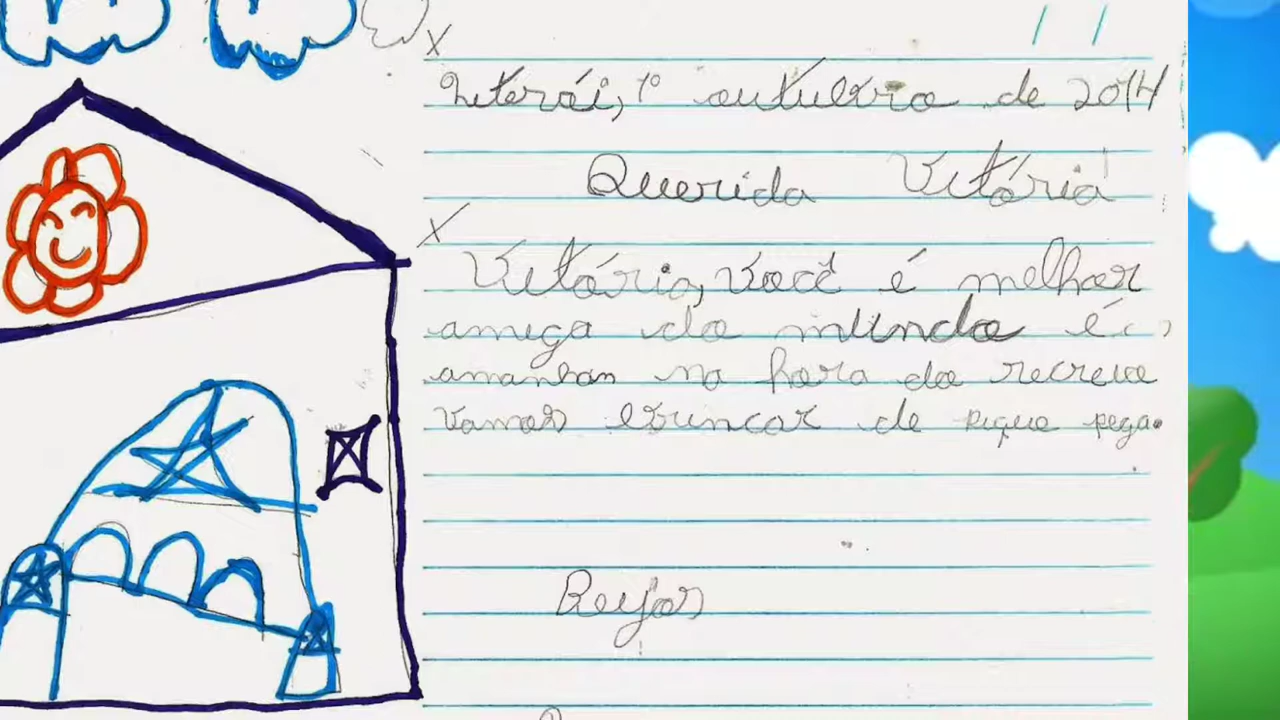 Niterói, 1º outubro de 2014
Querida Vitória
Vitória, você é melhor
amiga do mundo é,
amanhan na hora do recreio
vamos brincar de pique pega.
Beijos